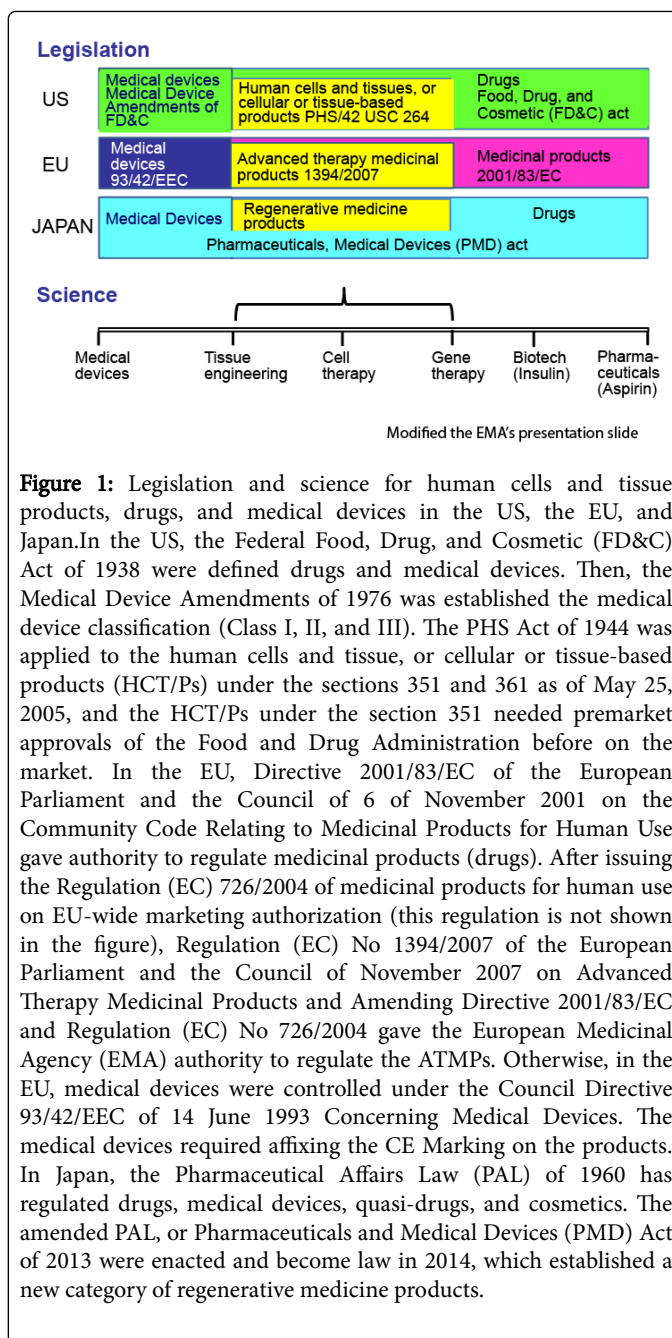 Legislation
US
Medical devices
Medical Device
Amendments of
FD&C
Human cells and tissues, or
cellular or tissue-based
products PHS/42 USC 264
Drugs
Food, Drug, and
Cosmetic (FD&C) act
EU
Medical
devices
93/42/EEC
Advanced therapy medicinal
products 1394/2007
Medicinal products
2001/83/EC
JAPAN
Medical Devices
Regenerative medicine
products
Drugs
Pharmaceuticals, Medical Devices (PMD) act
Science
Medical
devices
Tissue
engineering
Cell
therapy
Gene
therapy
Biotech
(Insulin)
Pharma-
ceuticals
(Aspirin)
Modified the EMA's presentation slide
Figure 1: Legislation and science for human cells and tissue
products, drugs, and medical devices in the US, the EU, and
Japan.In the US, the Federal Food, Drug, and Cosmetic (FD&C)
Act of 1938 were defined drugs and medical devices. Then, the
Medical Device Amendments of 1976 was established the medical
device classification (Class I, II, and III). The PHS Act of 1944 was
applied to the human cells and tissue, or cellular or tissue-based
products (HCT/Ps) under the sections 351 and 361 as of May 25,
2005, and the HCT/Ps under the section 351 needed premarket
approvals of the Food and Drug Administration before on the
market. In the EU, Directive 2001/83/EC of the European
Parliament and the Council of 6 of November 2001 on the
Community Code Relating to Medicinal Products for Human Use
gave authority to regulate medicinal products (drugs). After issuing
the Regulation (EC) 726/2004 of medicinal products for human use
on EU-wide marketing authorization (this regulation is not shown
in the figure), Regulation (EC) No 1394/2007 of the European
Parliament and the Council of November 2007 on Advanced
Therapy Medicinal Products and Amending Directive 2001/83/EC
and Regulation (EC) No 726/2004 gave the European Medicinal
Agency (EMA) authority to regulate the ATMPs. Otherwise, in the
EU, medical devices were controlled under the Council Directive
93/42/EEC of 14 June 1993 Concerning Medical Devices. The
medical devices required affixing the CE Marking on the products.
In Japan, the Pharmaceutical Affairs Law (PAL) of 1960 has
regulated drugs, medical devices, quasi-drugs, and cosmetics. The
amended PAL, or Pharmaceuticals and Medical Devices (PMD) Act
of 2013 were enacted and become law in 2014, which established a
new category of regenerative medicine products.